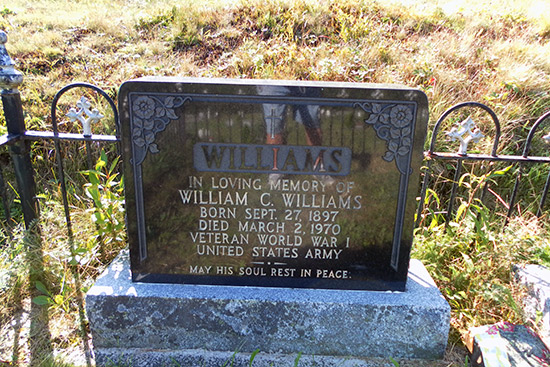 WILLIAMS
IN LOVING MEMORY OF
WILLIAM C. WILLIAMS
BORN SEPT. 27, 1897
DIED MARCH 2, 1970
VETERAN WORLD WAR I
UNITED STATES ARMY
MAY HIS SOUL REST IN PEACE.